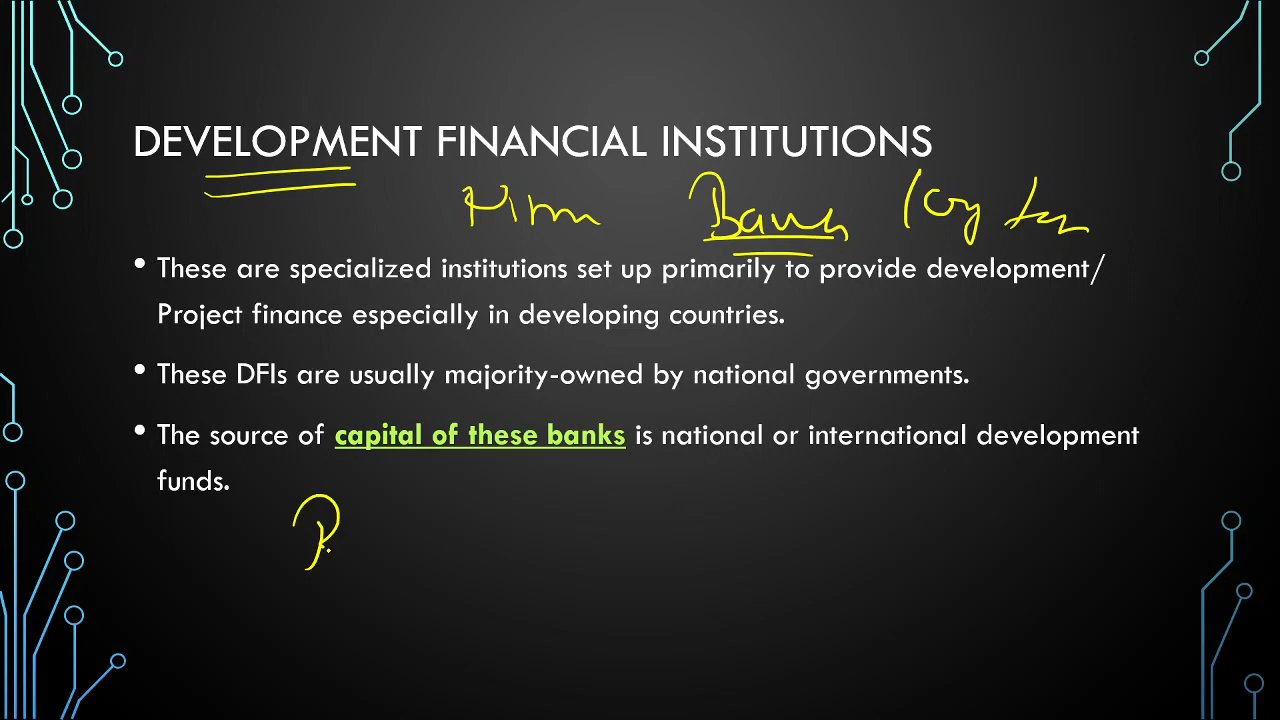 DEVELOPMENT FINANCIAL INSTITUTIONS
Banks
• These are specialized institutions set up primarily to provide development/
Project finance especially in developing countries.
• These DFIs are usually majority-owned by national governments.
• The source of capital of these banks is national or international development
funds.